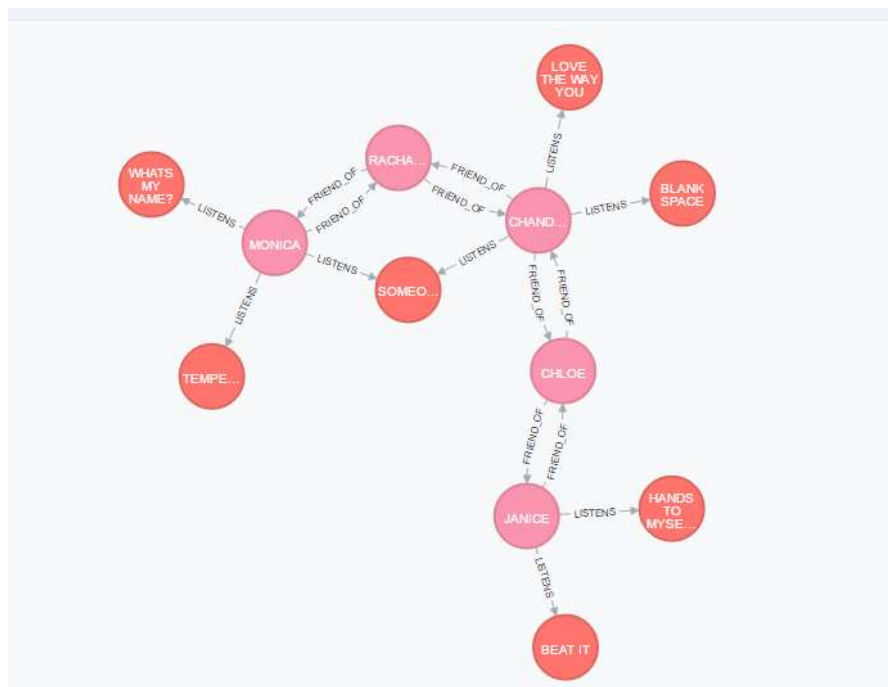 LOVE
THE WAY
YOU
RACHA...
FRIEND_OF
FRIEND_OF
LISTENS
WHATS
MY
NAME?
FRIEND_OF
FRIEND_OF
BLANK
SPACE
LISTENS
LISTENS
CHAND...
MONICA
LISTENS
LISTENS
SOMEO...
FRIEND_OF
FRIEND_OF
LISTENS
TEMPE...
CHLOE
FRIEND_OF
FRIEND_OF
HANDS
TO
MYSE...
JANICE
LISTENS
LISTENS
BEAT IT